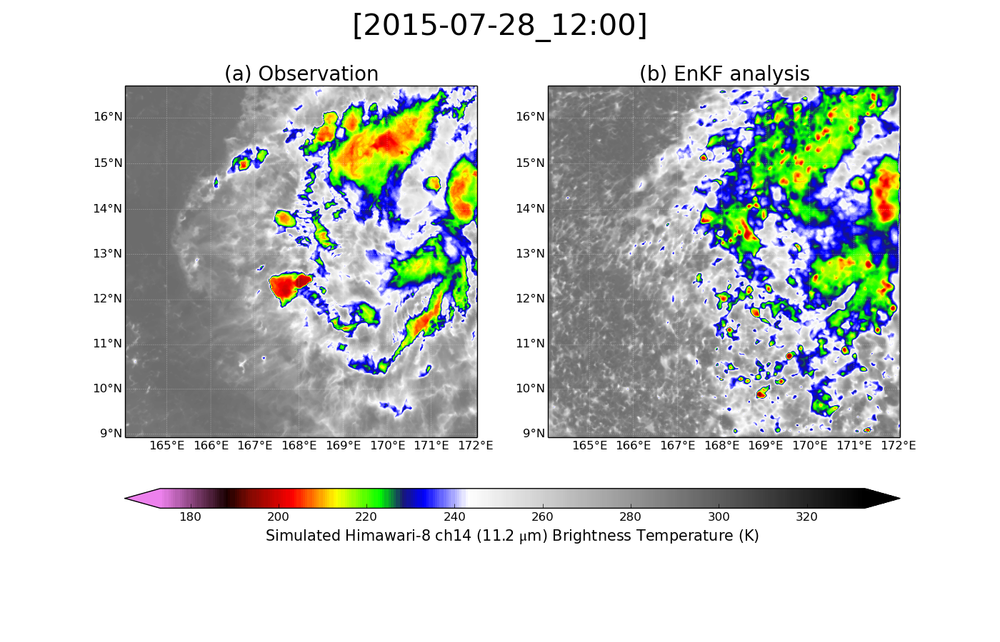 [2015-07-28_12:00]
(a) Observation
(b) EnKF analysis
16°N
15°N
14°N
13°N
12°N
11°N
10°N
9°N
165°E 166°E 167°E 168°E 169°E 170°E 171°E 172°E
16°N
15°N
14°N
13°N
12°N
11°N
10°N
9°N
165°E 166°E 167°E 168°E 169°E 170°E 171°E 172°E
180 200 220 240 260 280 300 320
Simulated Himawari-8 ch14 (11.2 μm) Brightness Temperature (K)